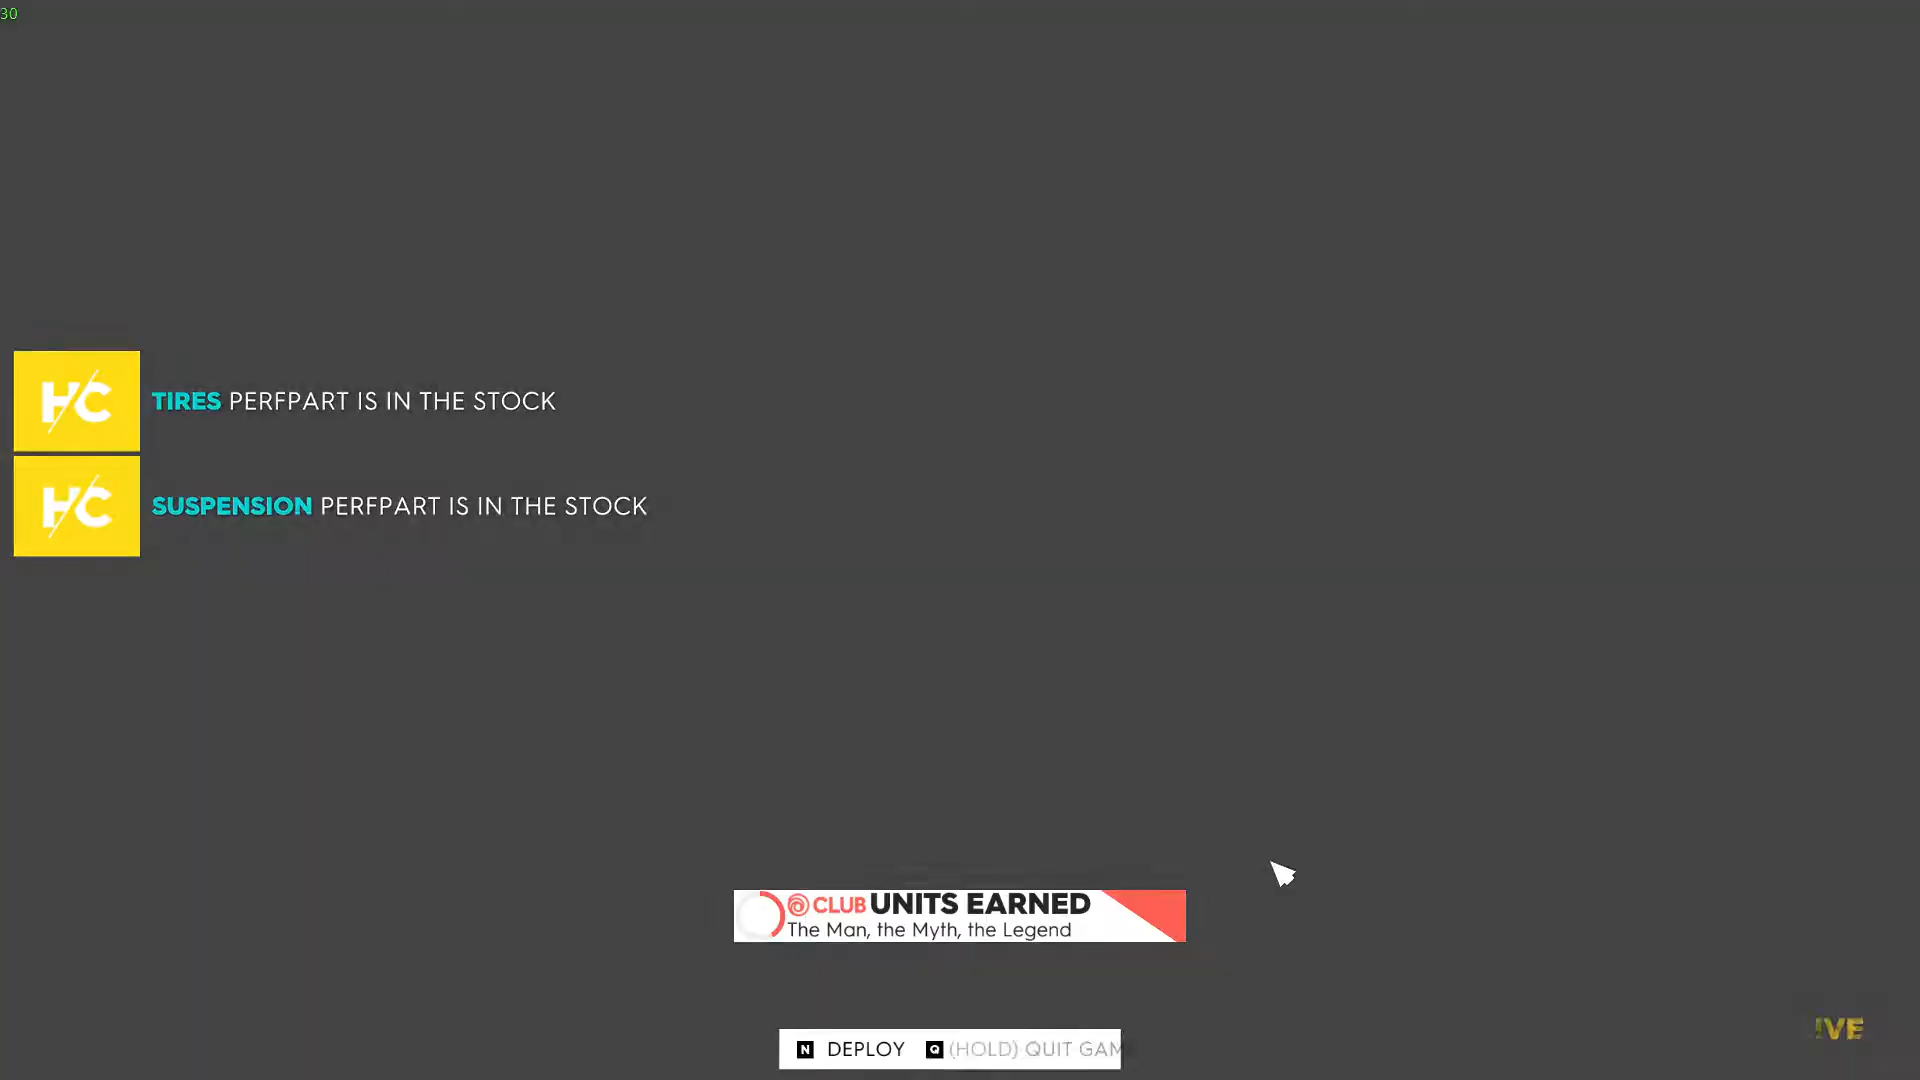 30
H/C
TIRES PERFPART IS IN THE STOCK
H/C
SUSPENSION PERFPART IS IN THE STOCK
CLUB UNITS EARNED
The Man, the Myth, the Legend
N DEPLOY Q (HOLD) QUIT GAM